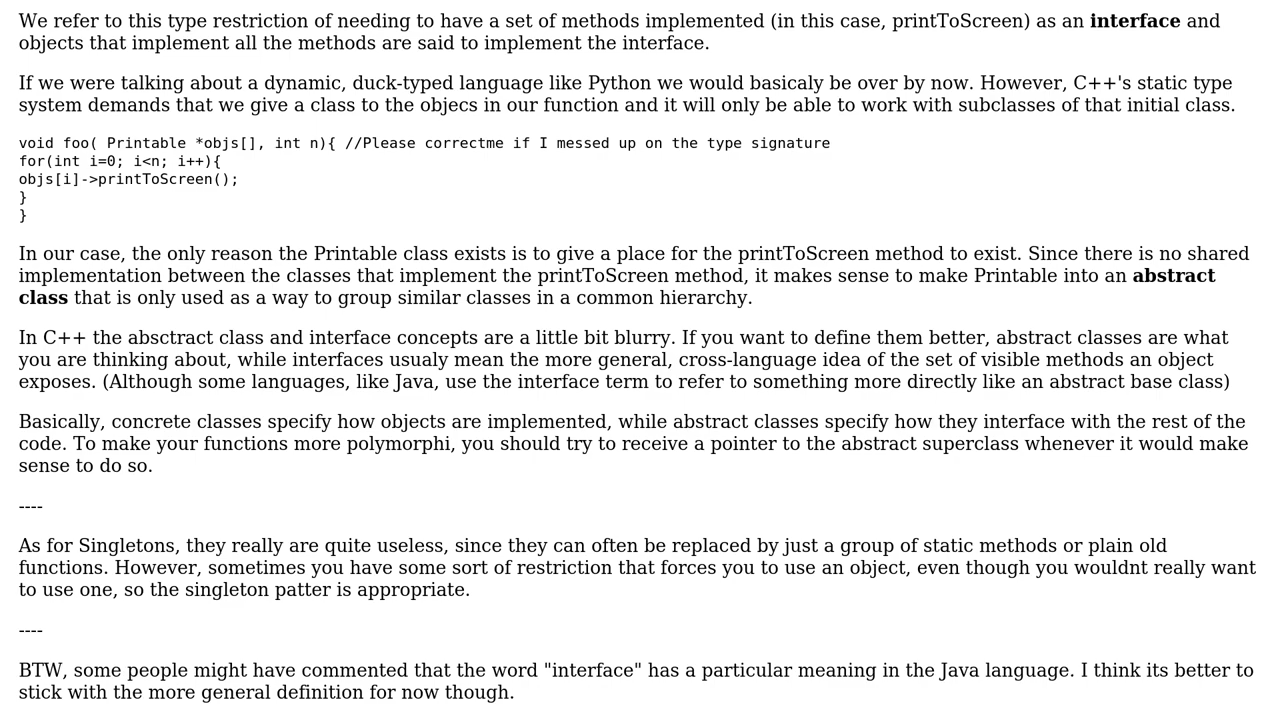 We refer to this type restriction of needing to have a set of methods implemented (in this case, printToScreen) as an interface and
objects that implement all the methods are said to implement the interface.
If we were talking about a dynamic, duck-typed language like Python we would basicaly be over by now. However, C++'s static type
system demands that we give a class to the objecs in our function and it will only be able to work with subclasses of that initial class.
void foo( Printable *objs[], int n){ //Please correctme if I messed up on the type signature
for(int i=0; i<n; i++){
objs[i]->printToScreen();
}
}
In our case, the only reason the Printable class exists is to give a place for the printToScreen method to exist. Since there is no shared
implementation between the classes that implement the printToScreen method, it makes sense to make Printable into an abstract
class that is only used as a way to group similar classes in a common hierarchy.
In C++ the absctract class and interface concepts are a little bit blurry. If you want to define them better, abstract classes are what
you are thinking about, while interfaces usualy mean the more general, cross-language idea of the set of visible methods an object
exposes. (Although some languages, like Java, use the interface term to refer to something more directly like an abstract base class)
Basically, concrete classes specify how objects are implemented, while abstract classes specify how they interface with the rest of the
code. To make your functions more polymorphi, you should try to receive a pointer to the abstract superclass whenever it would make
sense to do so.
----
As for Singletons, they really are quite useless, since they can often be replaced by just a group of static methods or plain old
functions. However, sometimes you have some sort of restriction that forces you to use an object, even though you wouldnt really want
to use one, so the singleton patter is appropriate.
----
BTW, some people might have commented that the word "interface" has a particular meaning in the Java language. I think its better to
stick with the more general definition for now though.